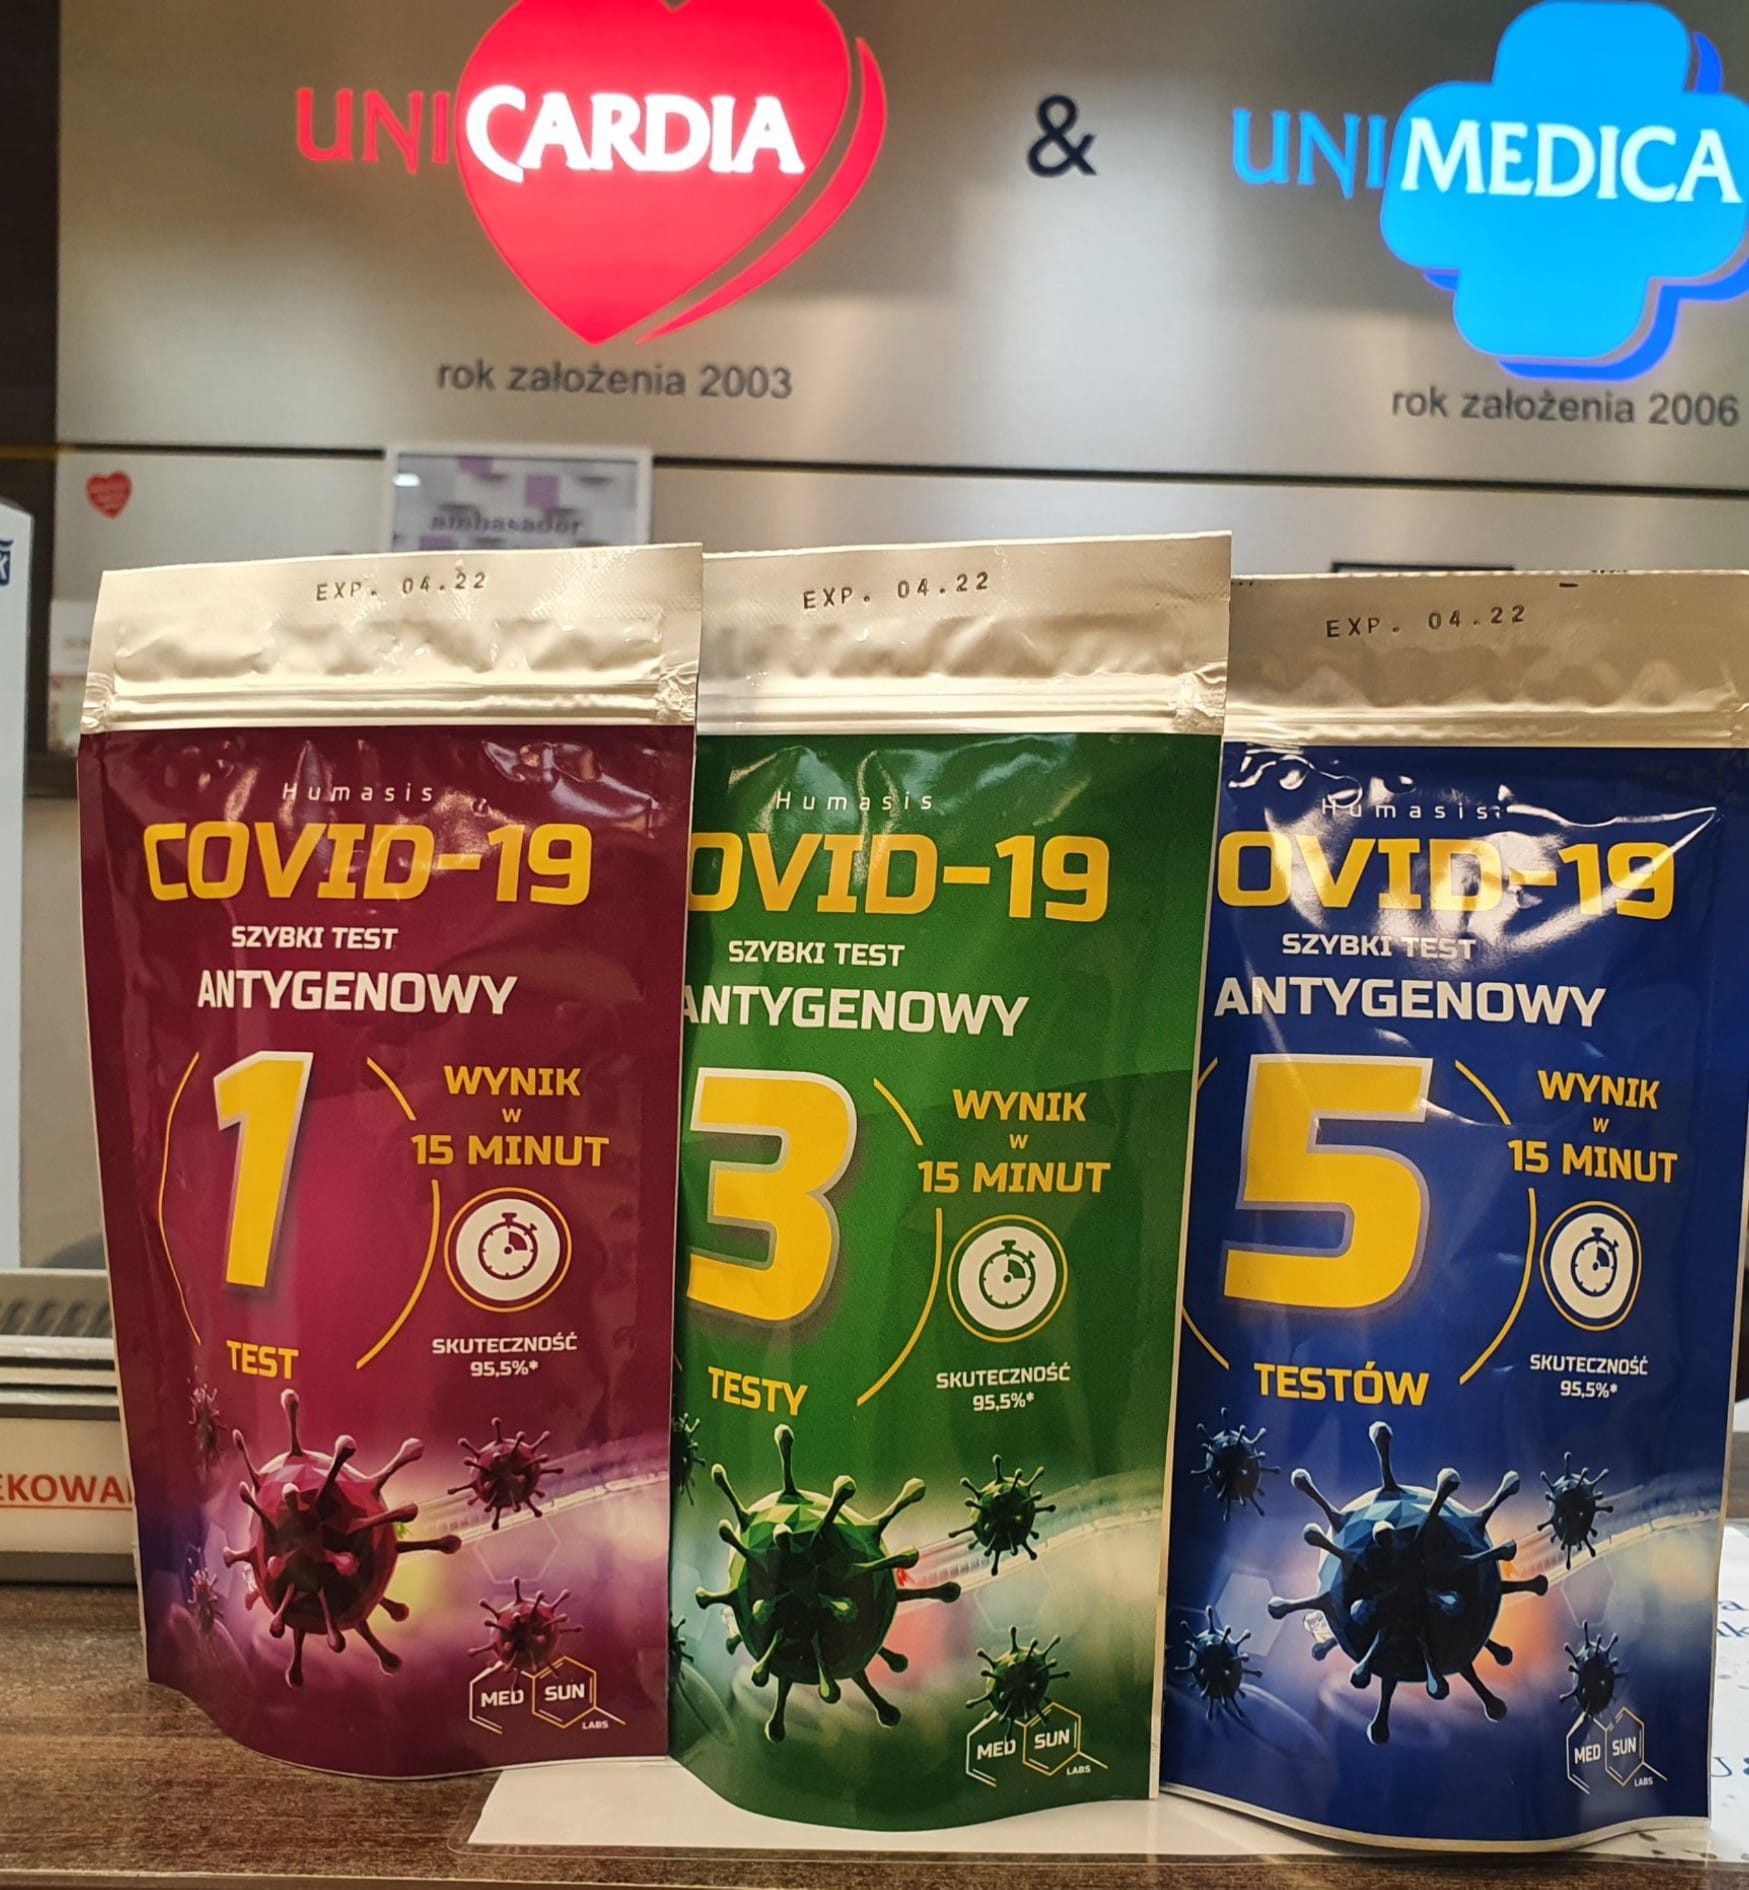 UNICARDIA
&
UNIMEDICA
rok założenia 2003
rok założenia 2006
ambasador
EXP. 04.22
Humasis
COVID-19
SZYBKI TEST
ANTYGENOWY
1
TEST
WYNIK
w
15 MINUT
SKUTECZNOŚĆ
95,5%*
MED SUN
LABS
EXP. 04.22
Humasis
OVID-19
SZYBKI TEST
ANTYGENOWY
3
TESTY
WYNIK
w
15 MINUT
SKUTECZNOŚĆ
95,5%*
MED SUN
LABS
EXP. 04.22
Humasis
OVID-19
SZYBKI TEST
ANTYGENOWY
5
TESTÓW
WYNIK
w
15 MINUT
SKUTECZNOŚĆ
95,5%*
MED SUN
LABS
EKOWA